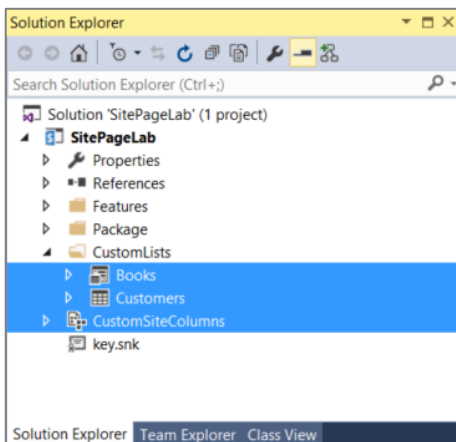 Solution Explorer
Search Solution Explorer (Ctrl+;)
Solution 'SitePageLab' (1 project)
SitePageLab
Properties
References
Features
Package
CustomLists
Books
Customers
CustomSiteColumns
key.snk
Solution Explorer Team Explorer Class View